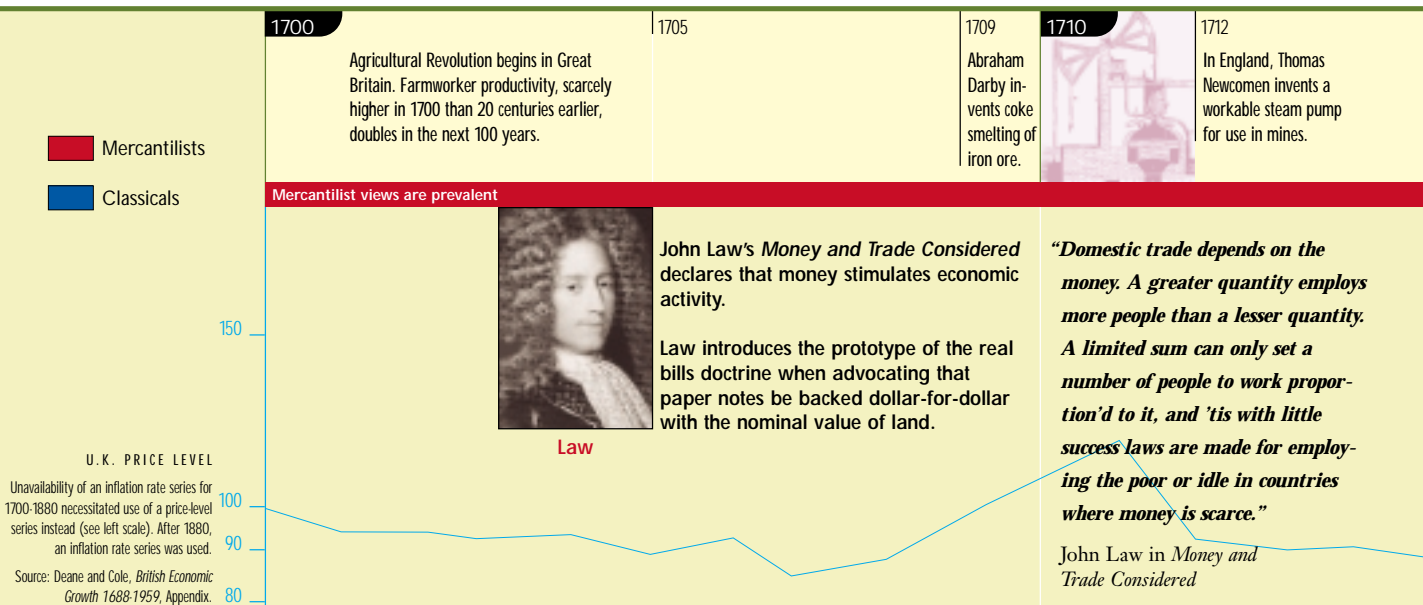 1700
Agricultural Revolution begins in Great
Britain. Farmworker productivity, scarcely
higher in 1700 than 20 centuries earlier,
doubles in the next 100 years.
1705
1709
Abraham
Darby in-
vents coke
smelting of
iron ore.
1710
1712
In England, Thomas
Newcomen invents a
workable steam pump
for use in mines.
Mercantilists
Classicals
Mercantilist views are prevalent
Law
John Law's Money and Trade Considered
declares that money stimulates economic
activity.
Law introduces the prototype of the real
bills doctrine when advocating that
paper notes be backed dollar-for-dollar
with the nominal value of land.
“Domestic trade depends on the
money. A greater quantity employs
more people than a lesser quantity.
A limited sum can only set a
number of people to work propor-
tion'd to it, and 'tis with little
success laws are made for employ-
ing the poor or idle in countries
where money is scarce.”
John Law in Money and
Trade Considered
150
100
90
80
U.K. PRICE LEVEL
Unavailability of an inflation rate series for
1700-1880 necessitated use of a price-level
series instead (see left scale). After 1880,
an inflation rate series was used.
Source: Deane and Cole, British Economic
Growth 1688-1959, Appendix.